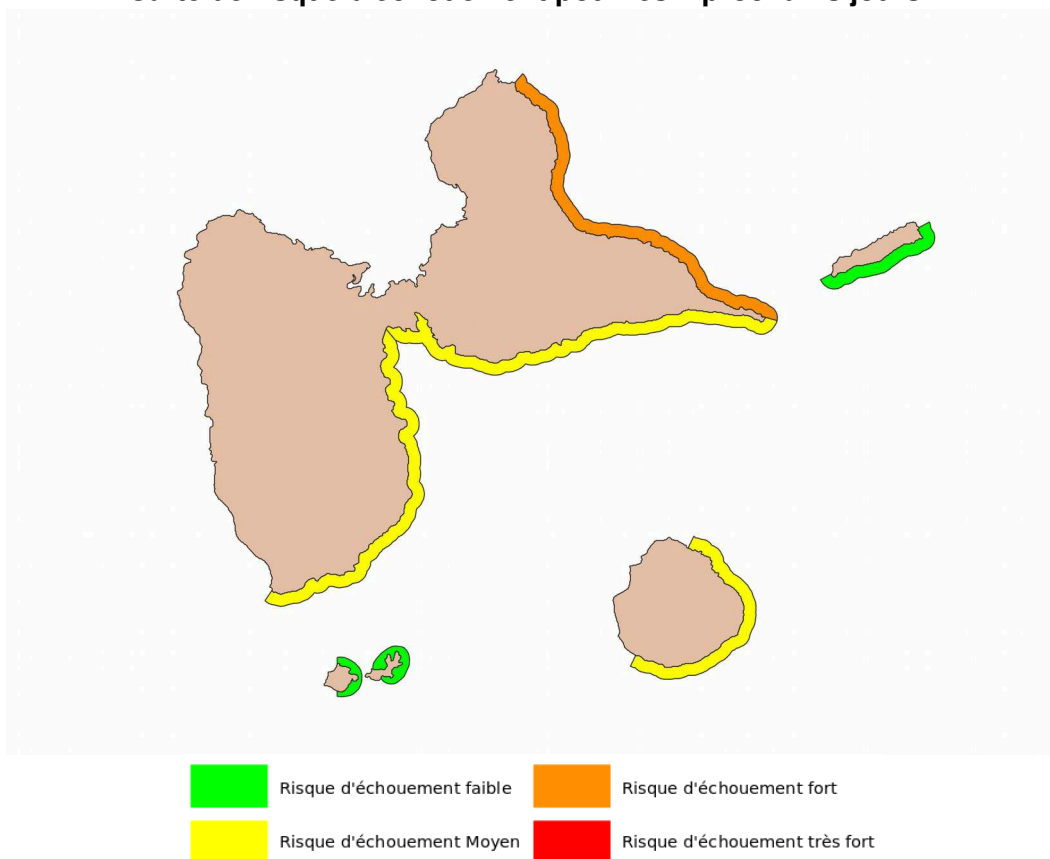 Risque d'échouement faible
Risque d'échouement fort
Risque d'échouement Moyen
Risque d'échouement très fort